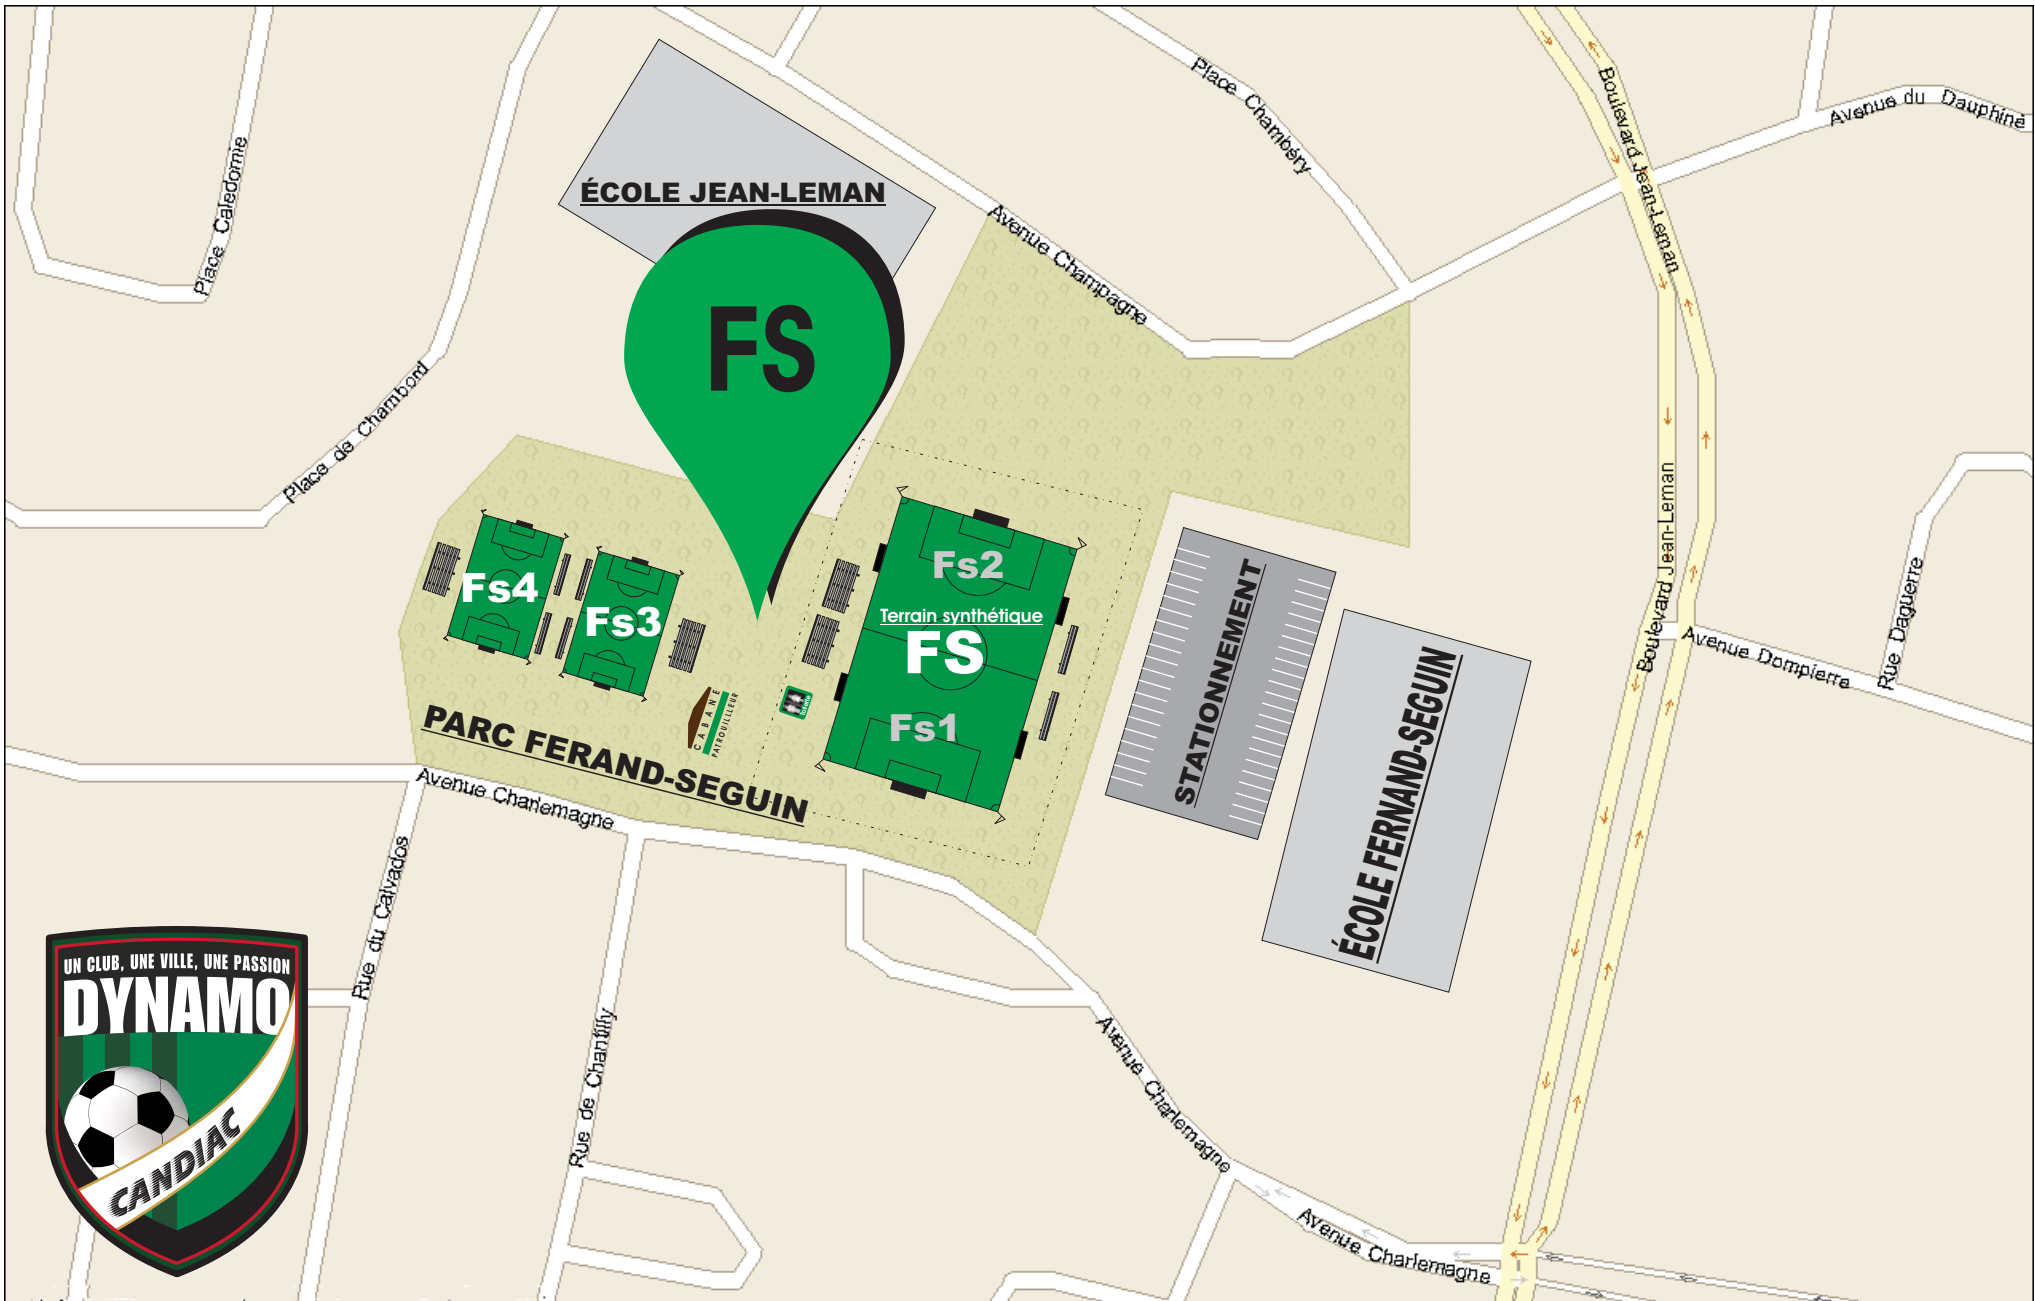 Place Caledonie
Place de Chambord
ÉCOLE JEAN-LEMAN
FS
Place Chambéry
Avenue Champagne
Boulevard Jean-Leman
Avenue du Dauphiné
Fs4
Fs3
Fs2
Terrain synthétique
FS
Fs1
CABANE
PATROUILLEUR
PARC FERAND-SEGUIN
STATIONNEMENT
ÉCOLE FERNAND-SEGUIN
Boulevard Jean-Leman
Avenue Dompierre
Rue Daguerre
Avenue Charlemagne
Rue du Calvados
Rue de Chantilly
Avenue Charlemagne
Avenue Charlemagne
UN CLUB, UNE VILLE, UNE PASSION
DYNAMO
CANDIAC